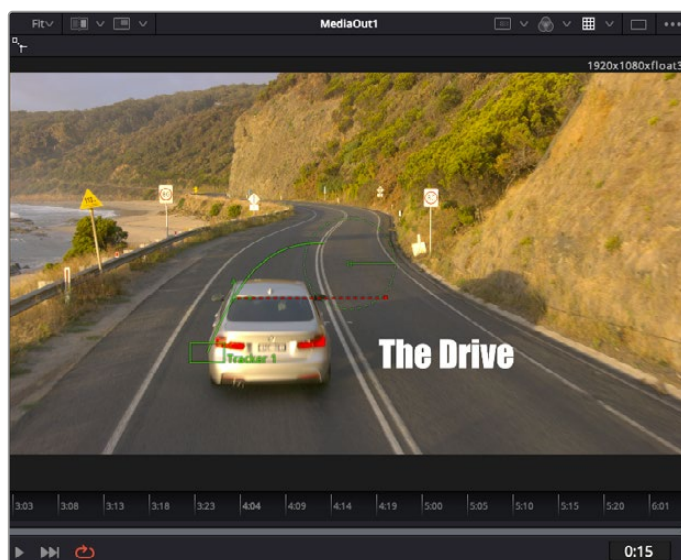 Fit MediaOut1
1920x1080xfloat3
Tracker 1
The Drive
3:03 3:08 3:13 3:18 3:23 4:04 4:09 4:14 4:19 5:00 5:05 5:10 5:15 5:20 6:01
0:15